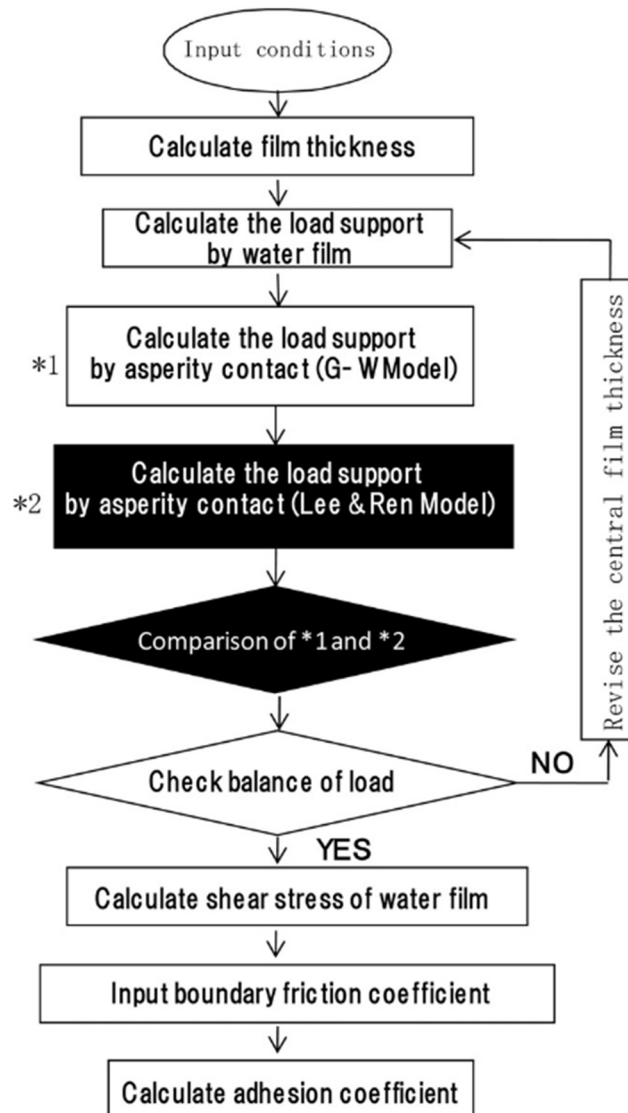 Input conditions
Calculate film thickness
Calculate the load support
by water film
Calculate the load support
*1
by asperity contact (G- W Model)
Calculate the load support
*2
by asperity contact (Lee & Ren Model)
Comparison of *1 and *2
Check balance of load
NO
Revise the central film thickness
YES
Calculate shear stress of water film
Input boundary friction coefficient
Calculate adhesion coefficient